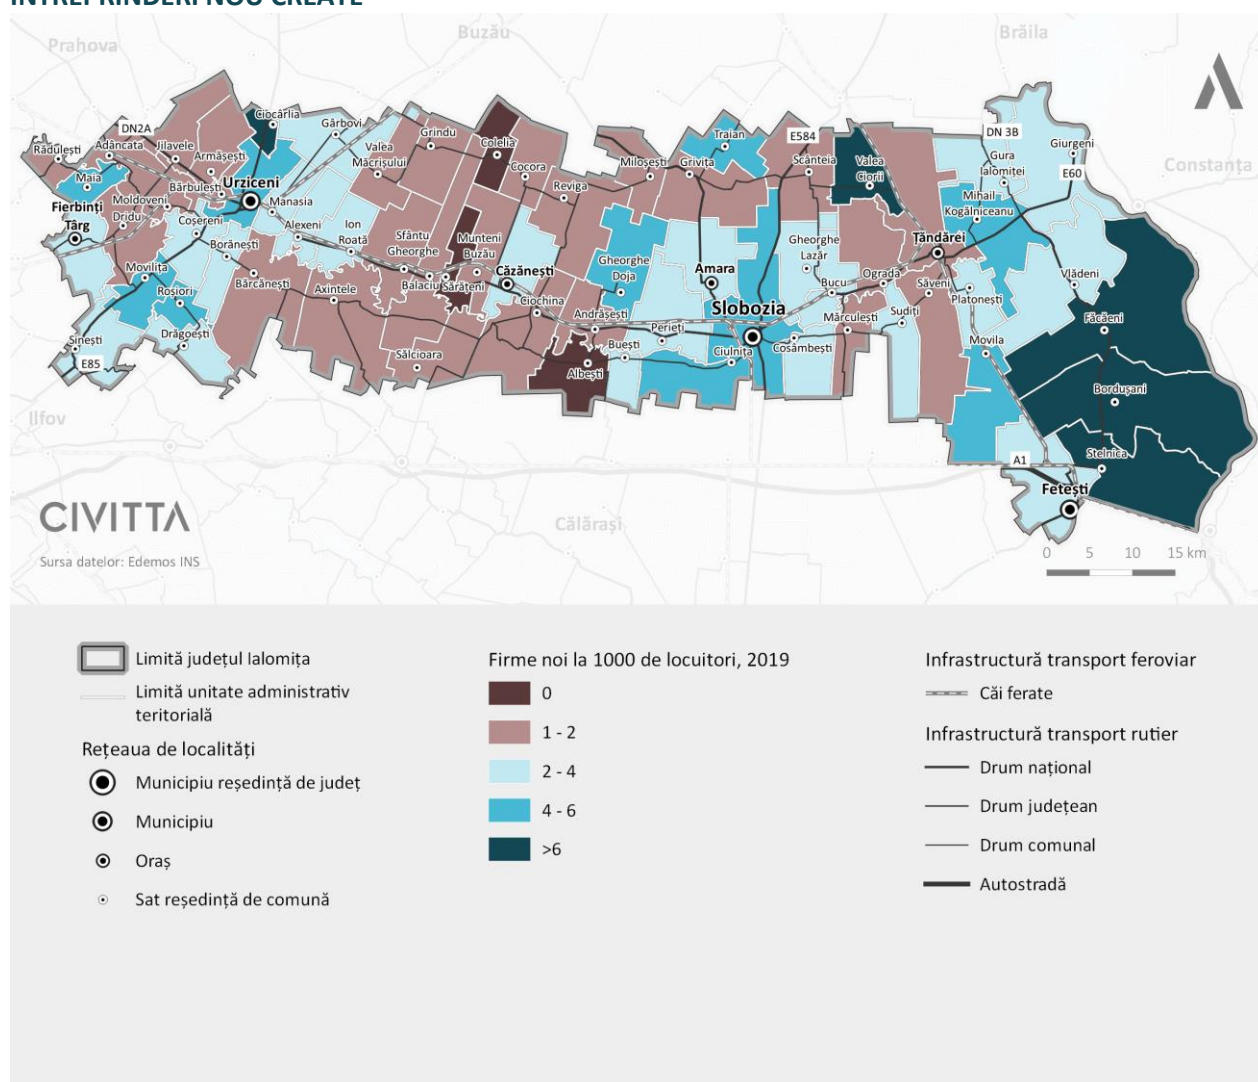 ÎNTREPRINDERI NOU CREATE
Prahova
Buzău
Brăila
Constanța
Ilfov
Călărași
DN2A
Rădulești
Adâncata
Jilavele
Armășești
Ciocârlia
Gârbovi
Maia
Bărbulești
Urziceni
Valea
Măcrișului
Grindu
Colelia
Cocora
Reviga
Miloșești
Grivița
Traian
E584
Scânteia
Valea
Ciorii
DN 3B
Gura
Ialomiței
Giurgeni
E60
Mihail
Kogălniceanu
Fierbinți
Târg
Moldoveni
Dridu
Coșereni
Manasia
Alexeni
Ion
Roată
Borănești
Bărcănești
Axintele
Sfântu
Gheorghe
Balaciu
Sărățeni
Munteni
Buzău
Căzănești
Ciochina
Andrășești
Gheorghe
Doja
Amara
Slobozia
Gheorghe
Lazăr
Bucu
Ograda
Țăndărei
Săveni
Platonești
Vlădeni
Movilița
Roșiori
Drăgoești
Sinești
E85
Sălcioara
Albești
Buești
Perieți
Ciulnița
Cosâmbești
Mărculești
Sudiți
Movila
Făcăeni
Bordușani
Stelnica
A1
Fetești
CIVITTA
Sursa datelor: Edemos INS
0 5 10 15 km
Limită județul Ialomița
Limită unitate administrativ
teritorială
Rețeaua de localități
Municipiu reședință de județ
Municipiu
Oraș
Sat reședință de comună
Firme noi la 1000 de locuitori, 2019
0
1 - 2
2 - 4
4 - 6
>6
Infrastructură transport feroviar
Căi ferate
Infrastructură transport rutier
Drum național
Drum județean
Drum comunal
Autostradă